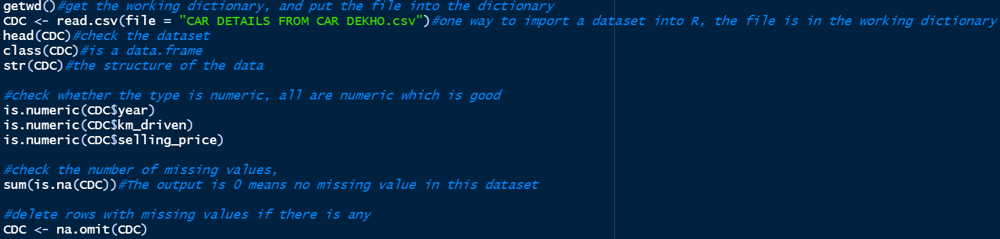 getwd()#get the working dictionary, and put the file into the dictionary
CDC <- read.csv(file = "CAR DETAILS FROM CAR DEKHO.csv")#one way to import a dataset into R, the file is in the working dictionary
head(CDC)#check the dataset
class(CDC)#is a data.frame
str(CDC)#the structure of the data
#check whether the type is numeric, all are numeric which is good
is.numeric(CDC$year)
is.numeric(CDC$km_driven)
is.numeric(CDC$selling_price)
#check the number of missing values,
sum(is.na(CDC))#The output is 0 means no missing value in this dataset
#delete rows with missing values if there is any
CDC <- na.omit(CDC)